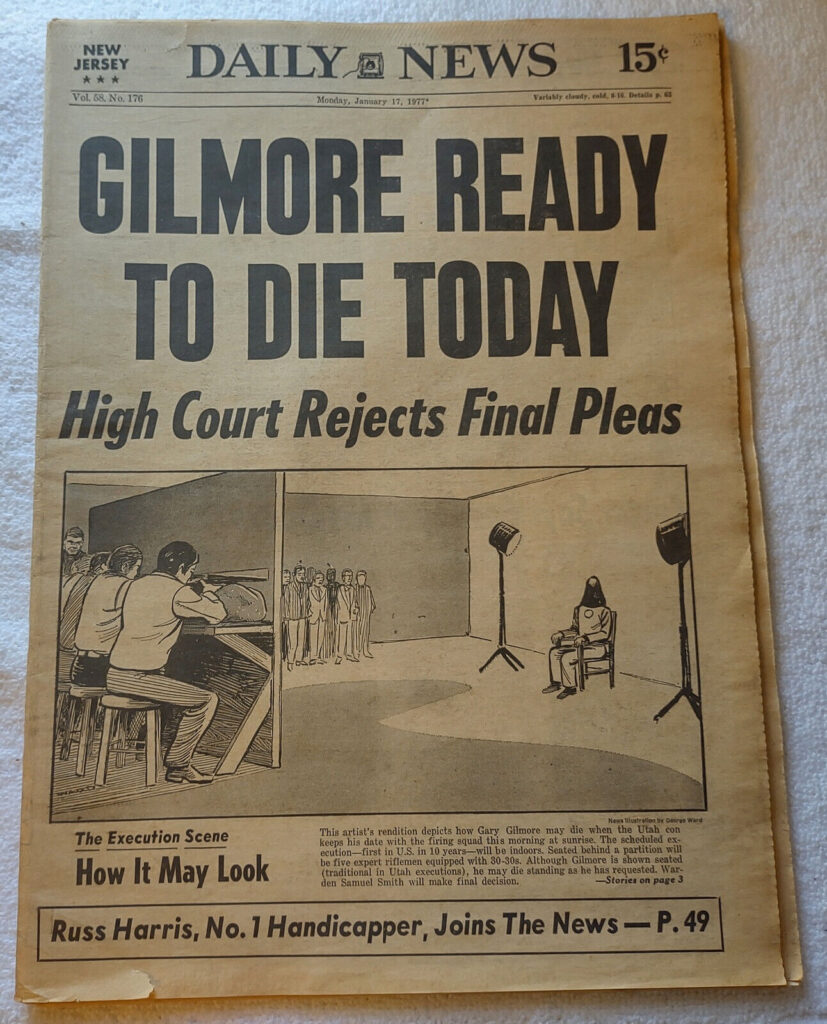 NEW
JERSEY
★ ★ ★
DAILY NEWS
15¢
Vol. 58. No. 176
Monday, January 17, 1977*
Variably cloudy, cold, 8-16. Details p. 63
GILMORE READY
TO DIE TODAY
High Court Rejects Final Pleas
News illustration by George Ward
The Execution Scene
How It May Look
This artist's rendition depicts how Gary Gilmore may die when the Utah con
keeps his date with the firing squad this morning at sunrise. The scheduled ex-
ecution—first in U.S. in 10 years—will be indoors. Seated behind a partition will
be five expert riflemen equipped with 30-30s. Although Gilmore is shown seated
(traditional in Utah executions), he may die standing as he has requested. War-
den Samuel Smith will make final decision.
—Stories on page 3
Russ Harris, No. 1 Handicapper, Joins The News — P. 49